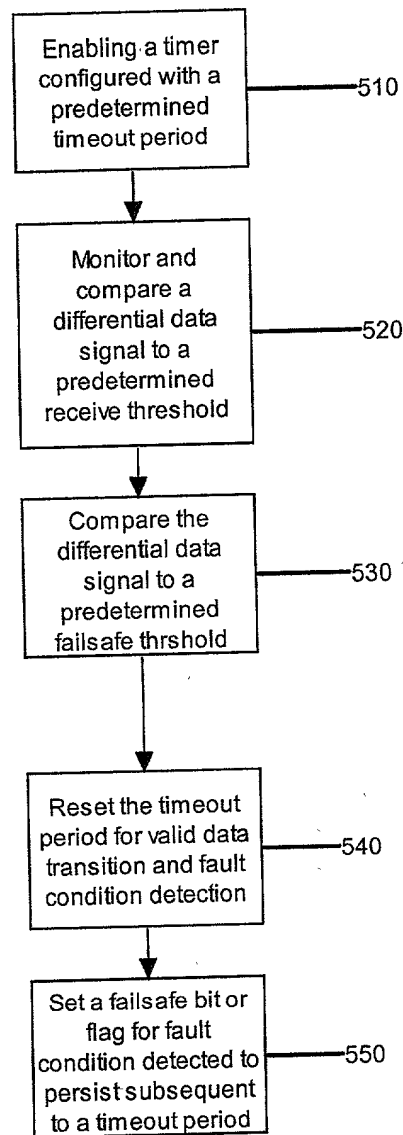 Enabling a timer
configured with a
predetermined
timeout period
510
Monitor and
compare a
differential data
signal to a
predetermined
receive threshold
520
Compare the
differential data
signal to a
predetermined
failsafe thrshold
530
Reset the timeout
period for valid data
transition and fault
condition detection
540
Set a failsafe bit or
flag for fault
condition detected to
persist subsequent
to a timeout period
550